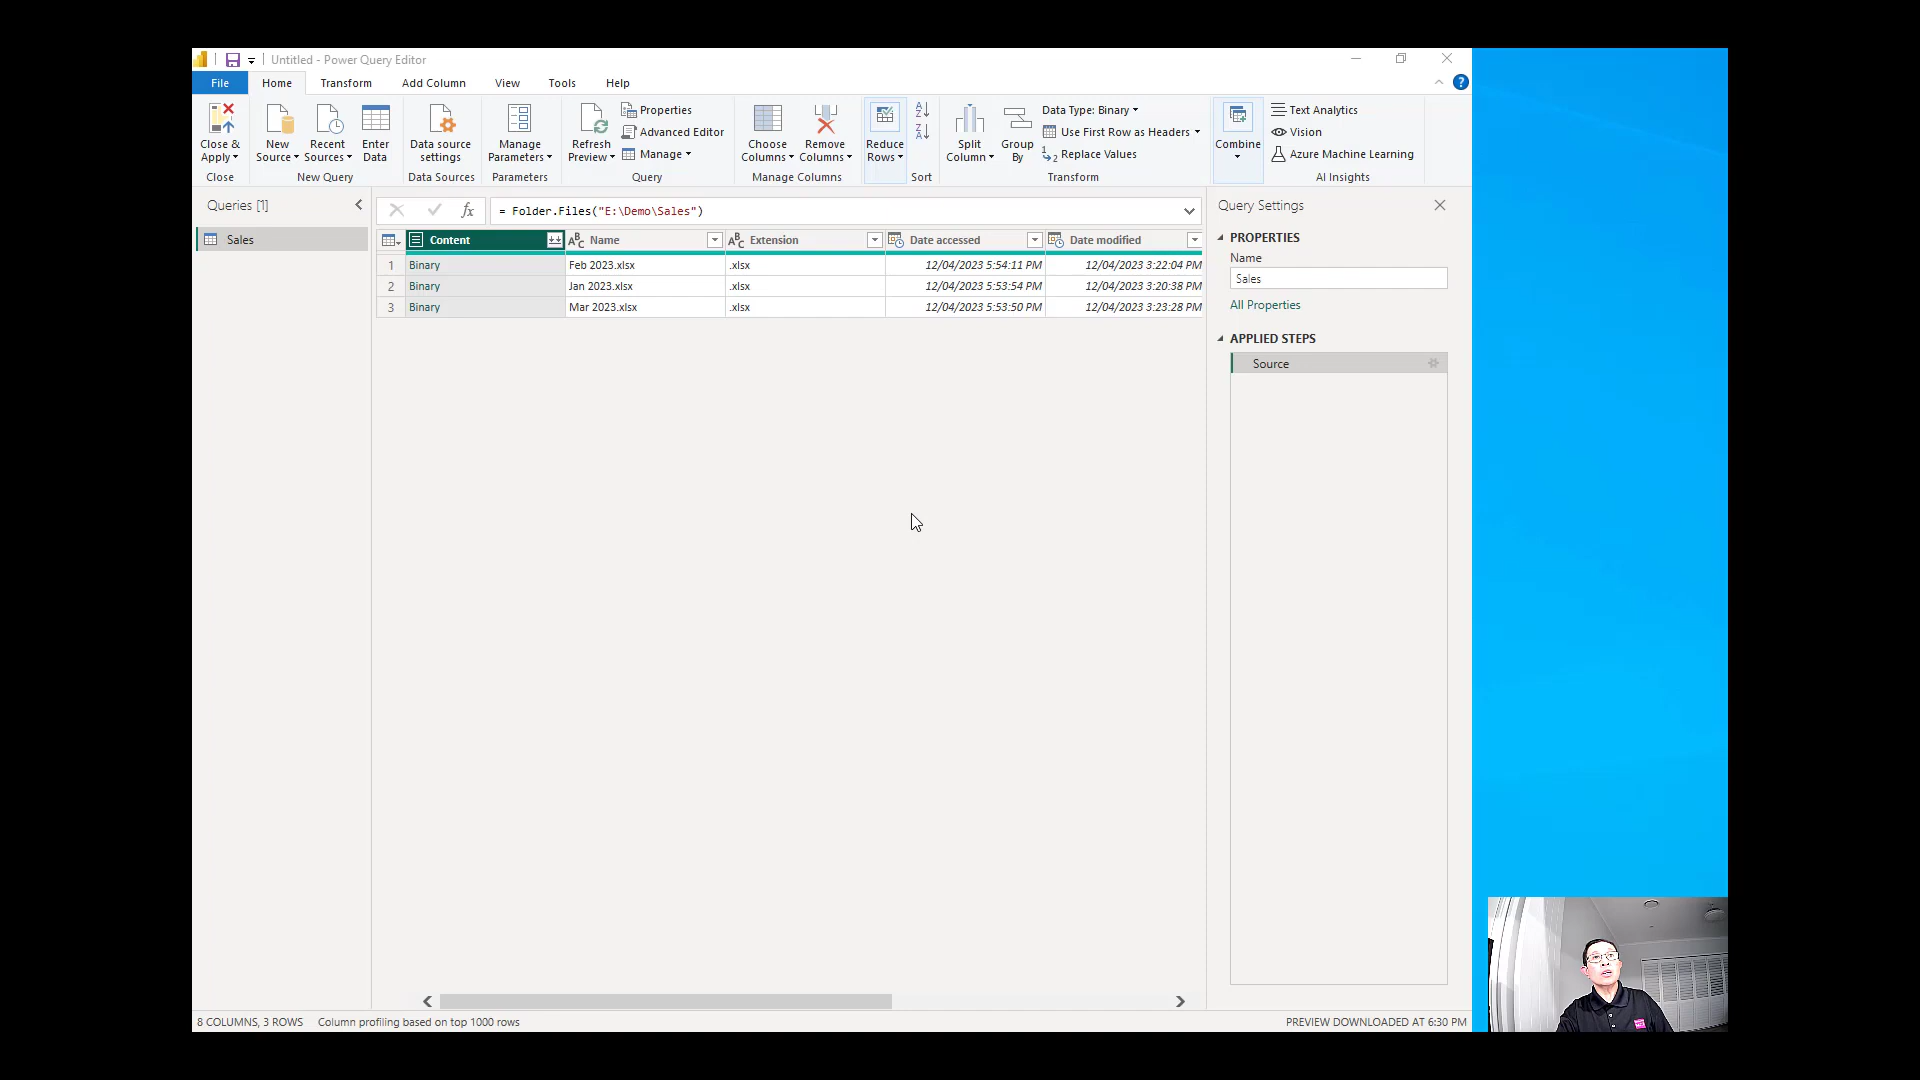 Untitled - Power Query Editor
File Home Transform Add Column View Tools Help
Close & Apply
New Source
Recent Sources
Enter Data
Data source settings
Manage Parameters
Refresh Preview
Properties
Advanced Editor
Manage
Choose Columns
Remove Columns
Reduce Rows
Split Column
Group By
Data Type: Binary
Use First Row as Headers
Replace Values
Combine
Text Analytics
Vision
Azure Machine Learning
Close New Query Data Sources Parameters Query Manage Columns Sort Transform AI Insights
Queries [1]
Sales
= Folder.Files("E:\Demo\Sales")
Content Name Extension Date accessed Date modified
1 Binary Feb 2023.xlsx .xlsx 12/04/2023 5:54:11 PM 12/04/2023 3:22:04 PM
2 Binary Jan 2023.xlsx .xlsx 12/04/2023 5:53:54 PM 12/04/2023 3:20:38 PM
3 Binary Mar 2023.xlsx .xlsx 12/04/2023 5:53:50 PM 12/04/2023 3:23:28 PM
Query Settings
PROPERTIES
Name
Sales
All Properties
APPLIED STEPS
Source
8 COLUMNS, 3 ROWS Column profiling based on top 1000 rows
PREVIEW DOWNLOADED AT 6:30 PM